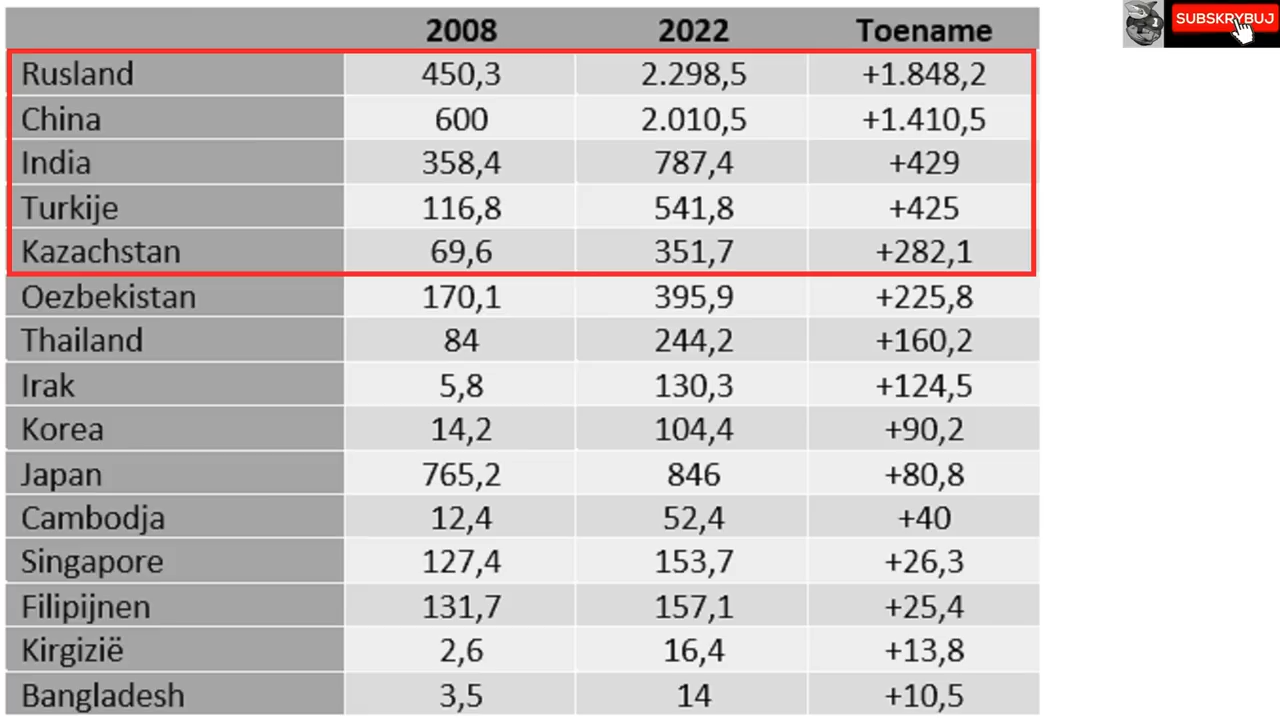 2008 2022 Toename
Rusland 450,3 2.298,5 +1.848,2
China 600 2.010,5 +1.410,5
India 358,4 787,4 +429
Turkije 116,8 541,8 +425
Kazachstan 69,6 351,7 +282,1
Oezbekistan 170,1 395,9 +225,8
Thailand 84 244,2 +160,2
Irak 5,8 130,3 +124,5
Korea 14,2 104,4 +90,2
Japan 765,2 846 +80,8
Cambodja 12,4 52,4 +40
Singapore 127,4 153,7 +26,3
Filipijnen 131,7 157,1 +25,4
Kirgizië 2,6 16,4 +13,8
Bangladesh 3,5 14 +10,5
SUBSKRYBUJ
1